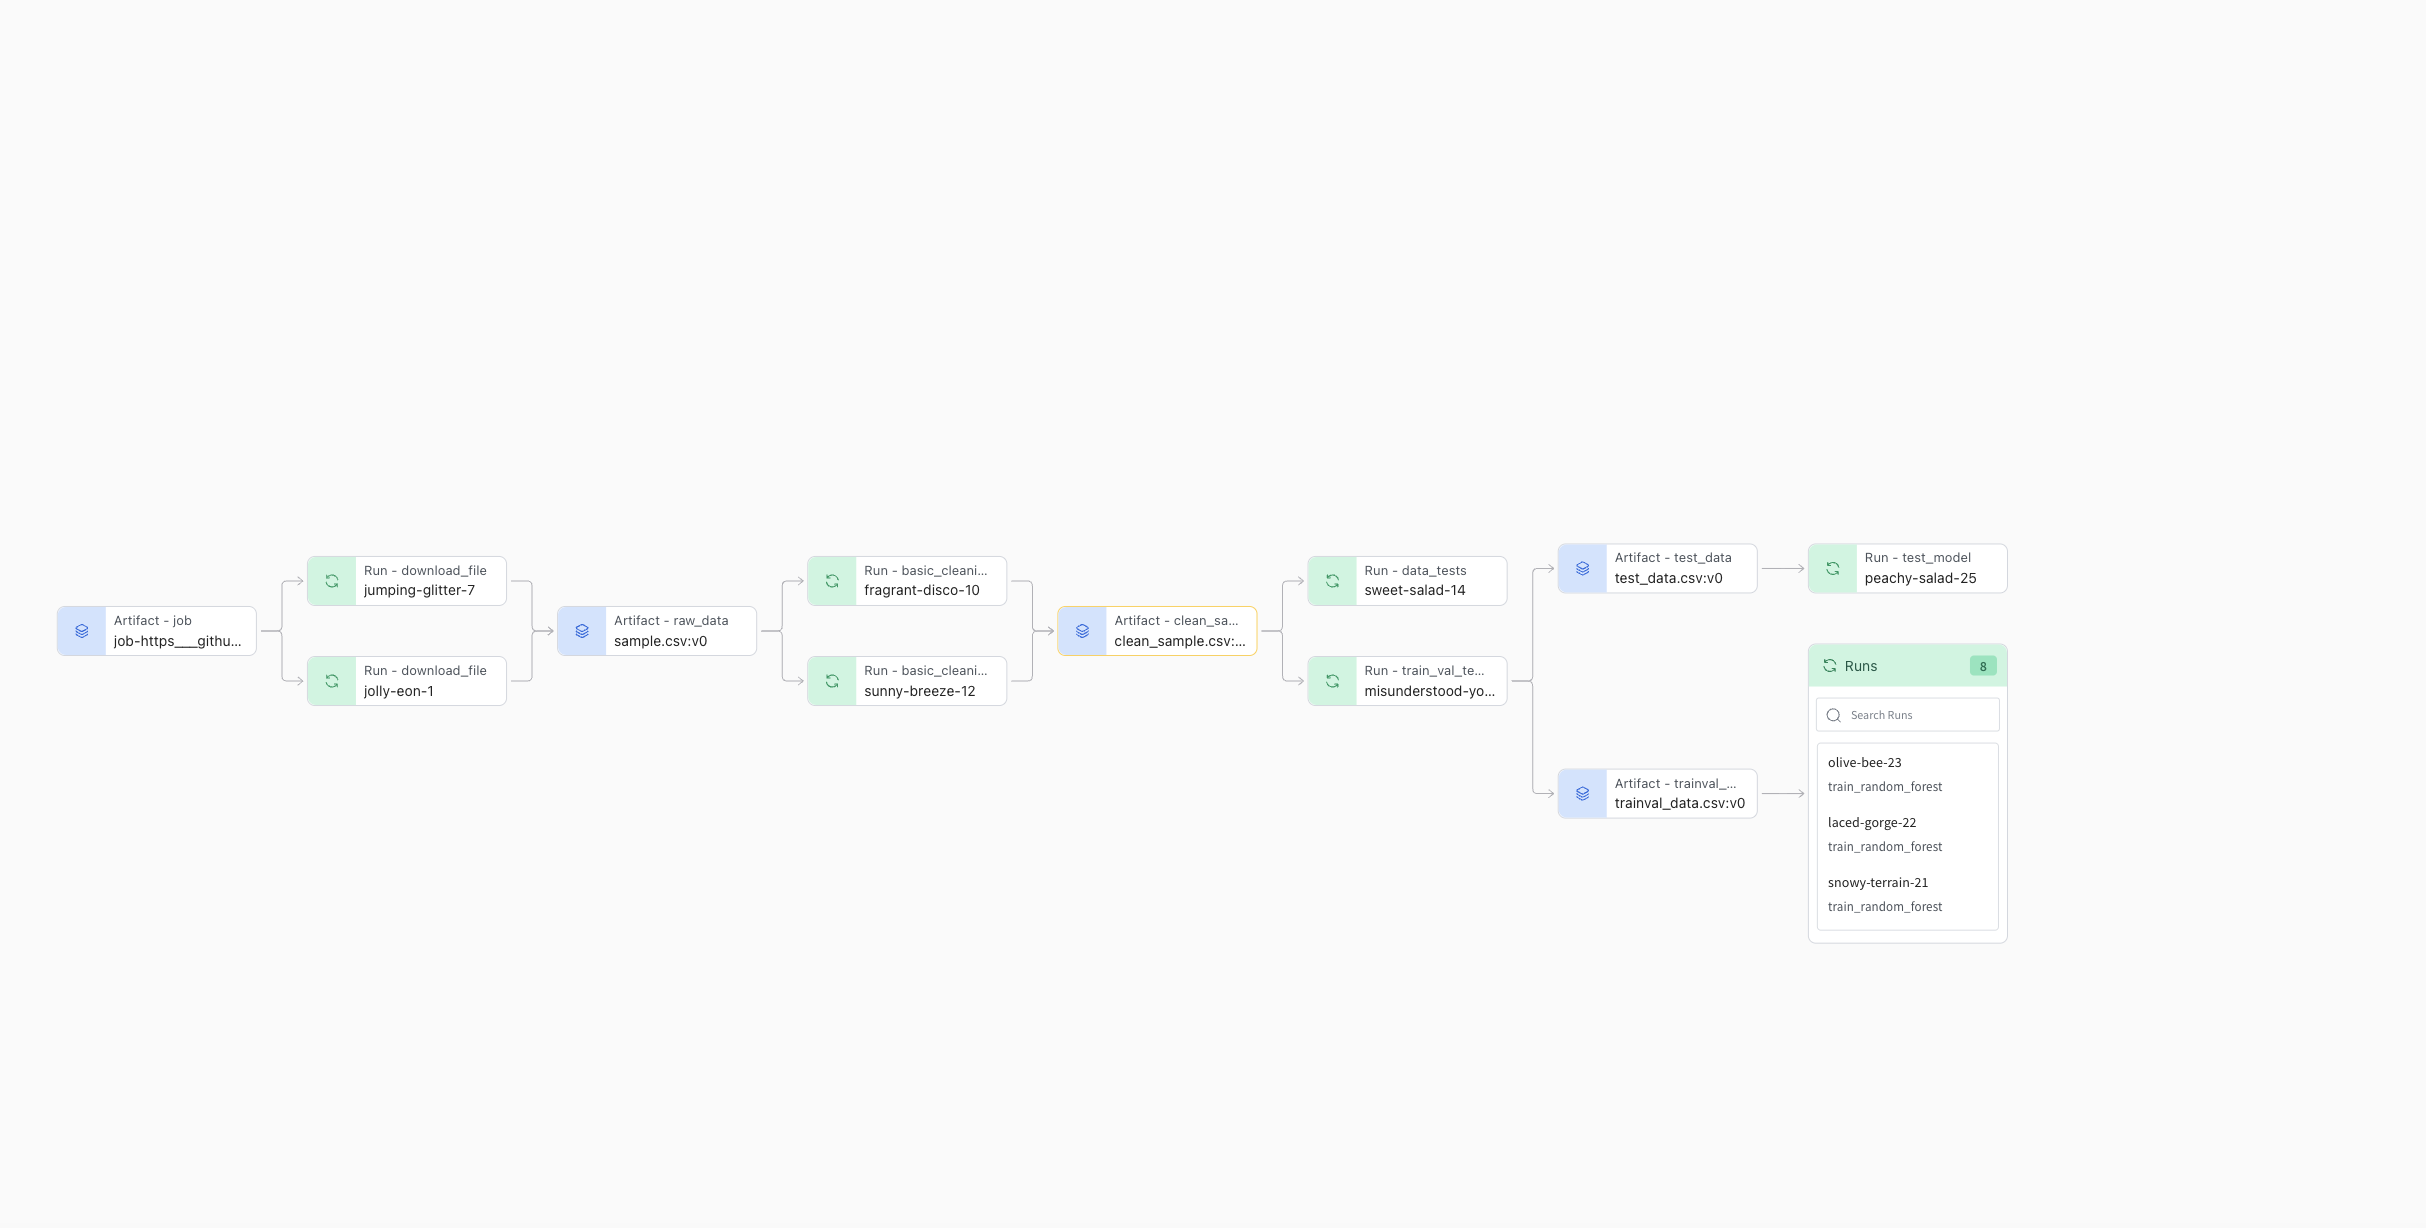 Artifact - job
job-https___githu...
Run - download_file
jumping-glitter-7
Run - download_file
jolly-eon-1
Artifact - raw_data
sample.csv:v0
Run - basic_cleani...
fragrant-disco-10
Run - basic_cleani...
sunny-breeze-12
Artifact - clean_sa...
clean_sample.csv:...
Run - data_tests
sweet-salad-14
Run - train_val_te...
misunderstood-yo...
Artifact - test_data
test_data.csv:v0
Artifact - trainval_...
trainval_data.csv:v0
Run - test_model
peachy-salad-25
Runs 8
Search Runs
olive-bee-23
train_random_forest
laced-gorge-22
train_random_forest
snowy-terrain-21
train_random_forest